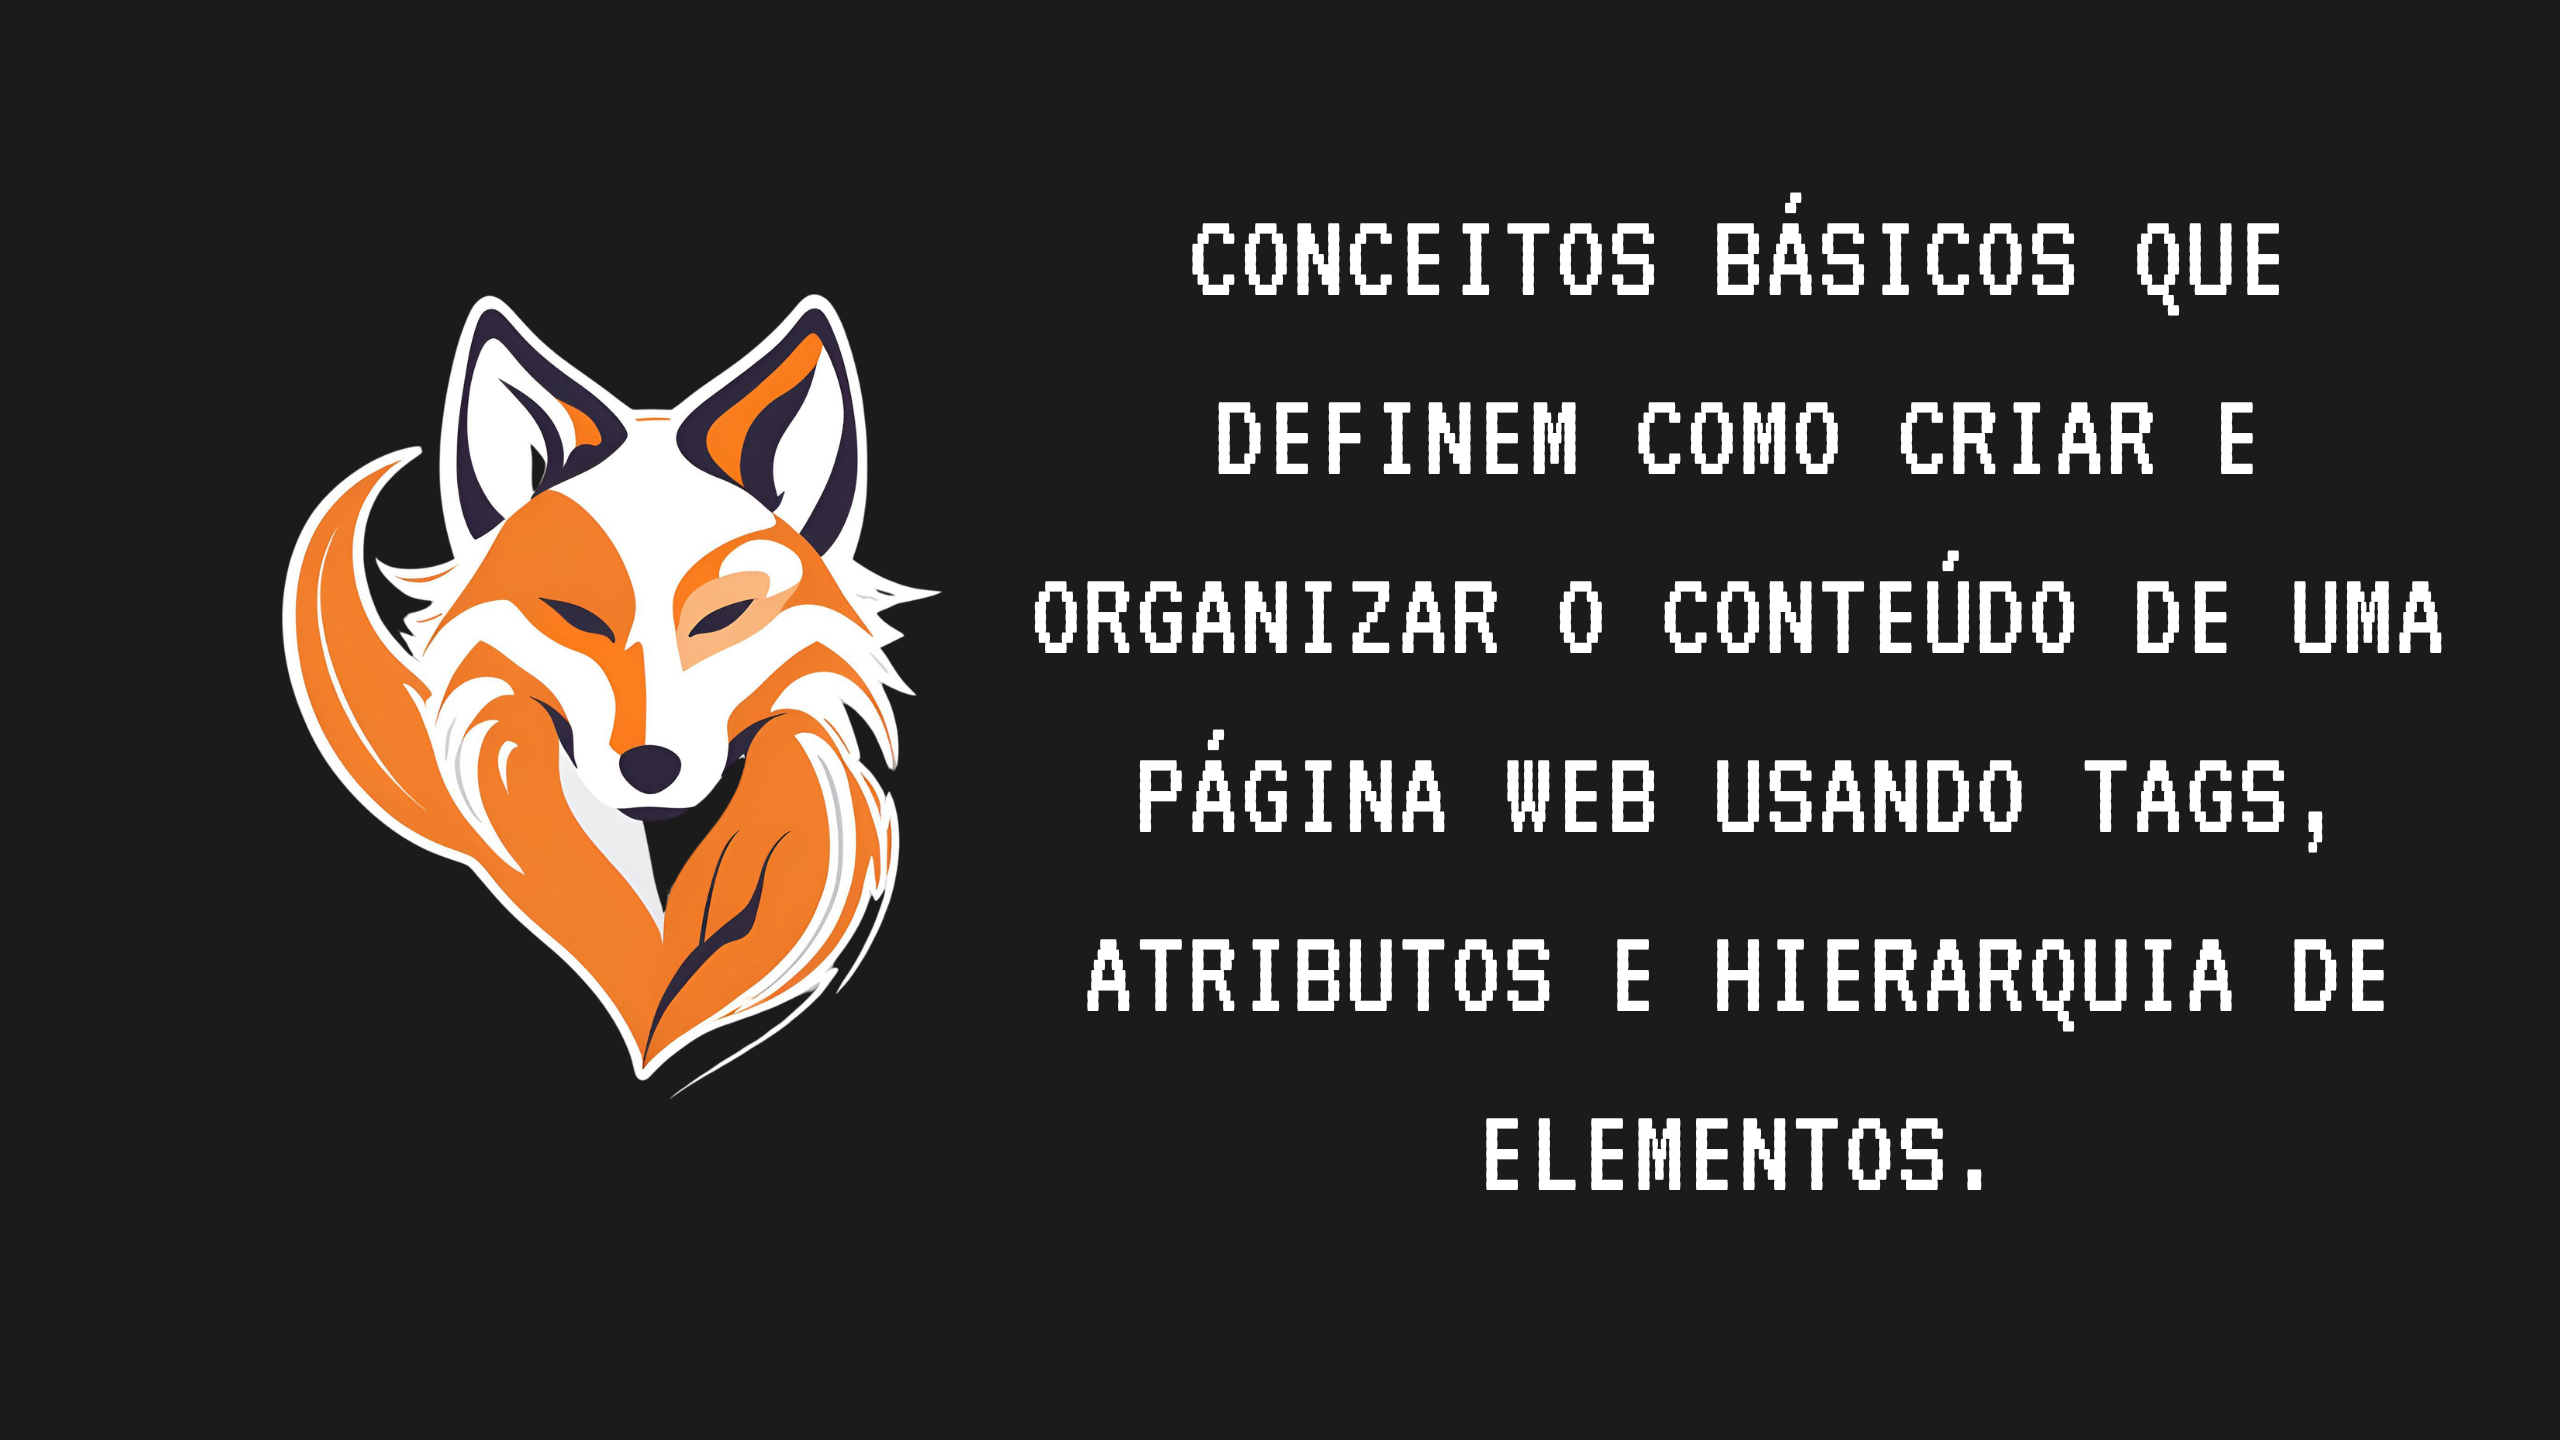 CONCEITOS BÁSICOS QUE
DEFINEM COMO CRIAR E
ORGANIZAR O CONTEÚDO DE UMA
PÁGINA WEB USANDO TAGS,
ATRIBUTOS E HIERARQUIA DE
ELEMENTOS.